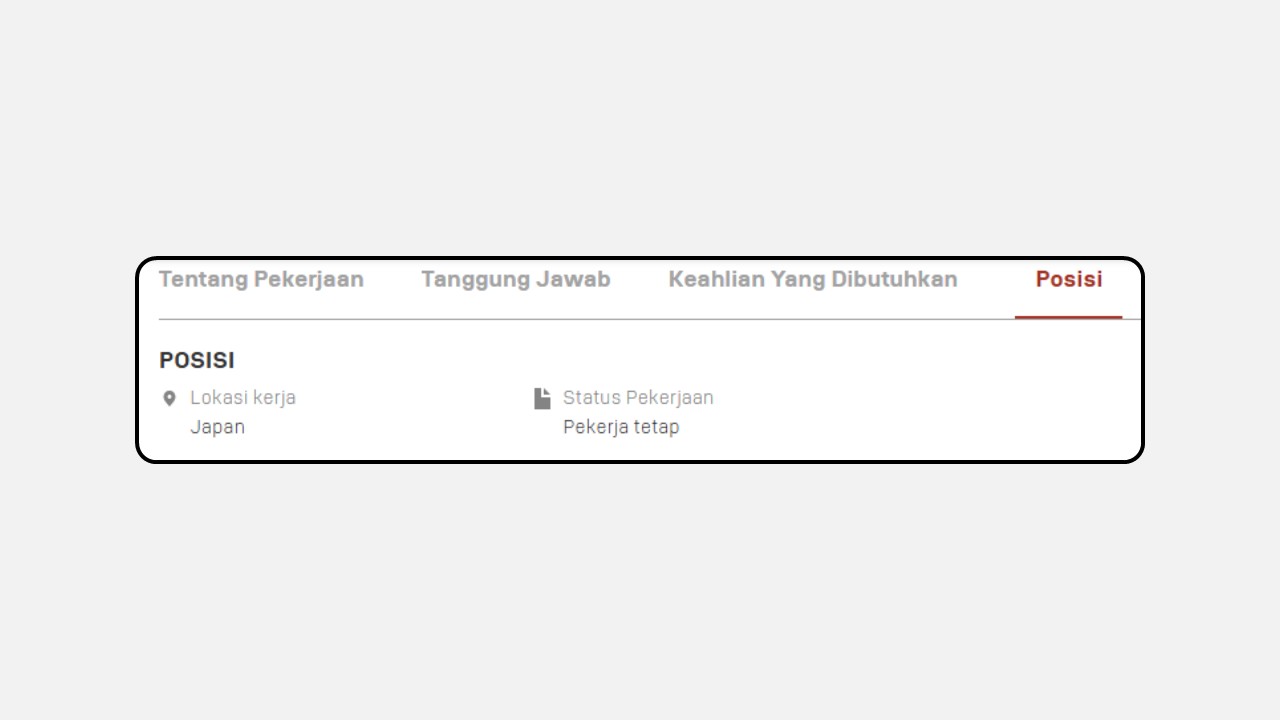 Tentang Pekerjaan Tanggung Jawab Keahlian Yang Dibutuhkan Posisi
POSISI
Lokasi kerja Status Pekerjaan
Japan Pekerja tetap